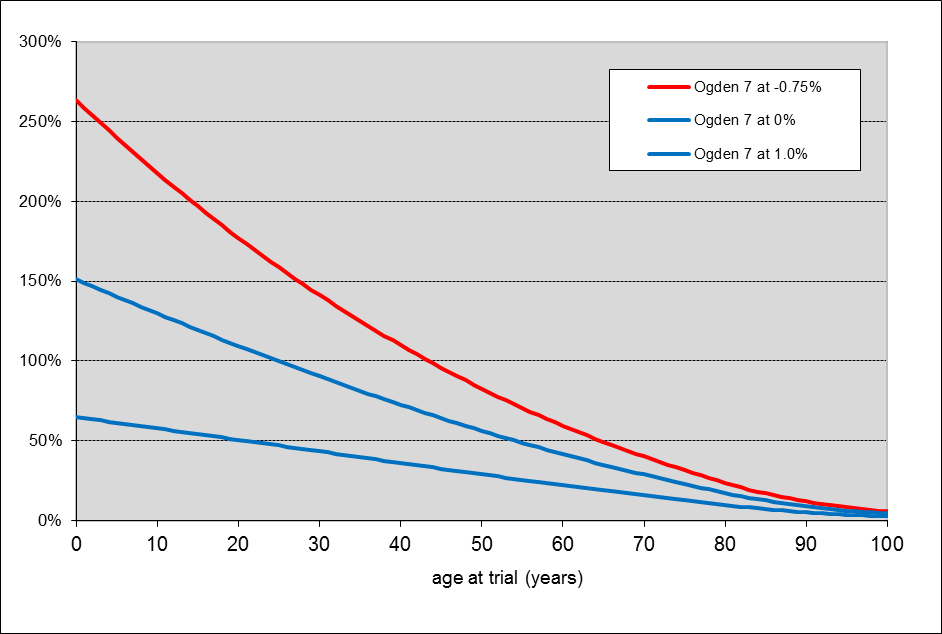 300%
250%
200%
150%
100%
50%
0%
Ogden 7 at -0.75%
Ogden 7 at 0%
Ogden 7 at 1.0%
0 10 20 30 40 50 60 70 80 90 100
age at trial (years)